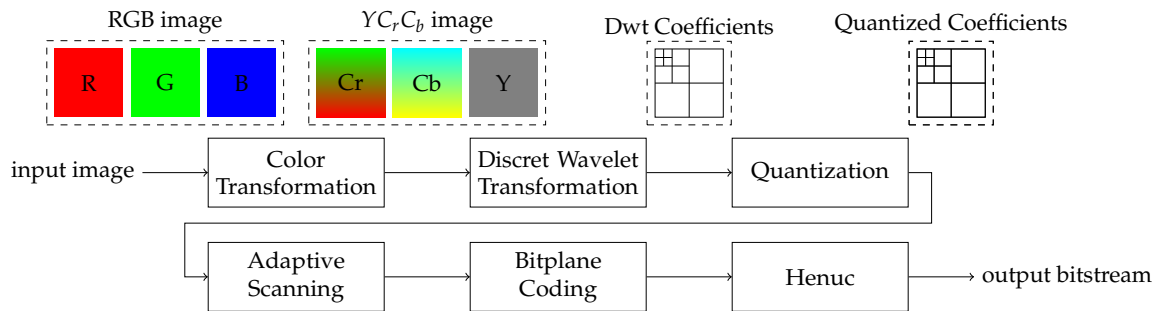 RGB image
YCrCb image
Dwt Coefficients
Quantized Coefficients
R
G
B
Cr
Cb
Y
input image
Color
Transformation
Discret Wavelet
Transformation
Quantization
Adaptive
Scanning
Bitplane
Coding
Henuc
output bitstream